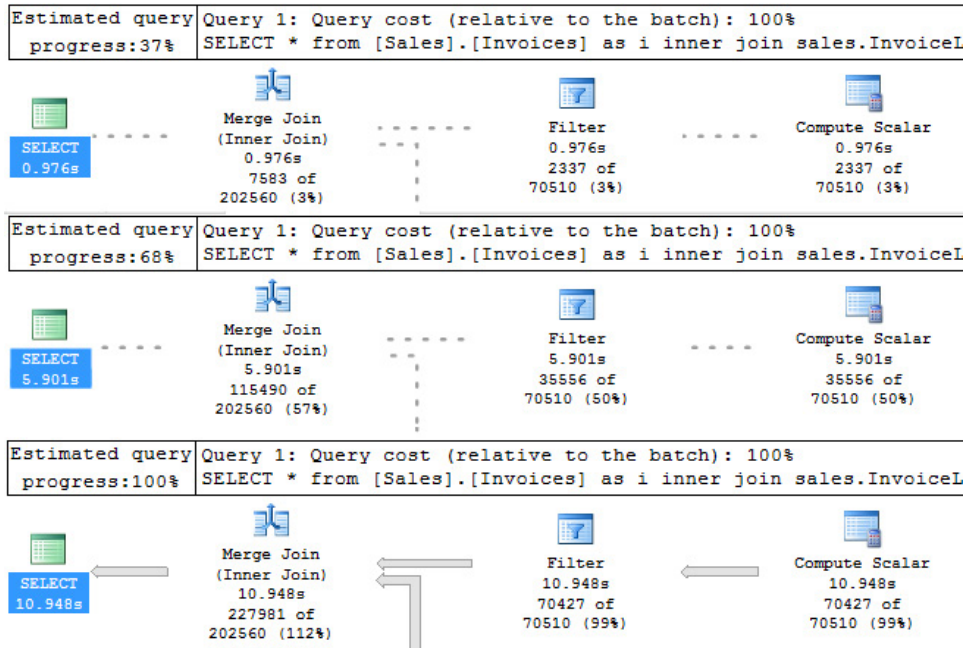 Estimated query
progress:37%
Query 1: Query cost (relative to the batch): 100%
SELECT * from [Sales].[Invoices] as i inner join sales.InvoiceL
SELECT
0.976s
Merge Join
(Inner Join)
0.976s
7583 of
202560 (3%)
Filter
0.976s
2337 of
70510 (3%)
Compute Scalar
0.976s
2337 of
70510 (3%)
Estimated query
progress:68%
Query 1: Query cost (relative to the batch): 100%
SELECT * from [Sales].[Invoices] as i inner join sales.InvoiceL
SELECT
5.901s
Merge Join
(Inner Join)
5.901s
115490 of
202560 (57%)
Filter
5.901s
35556 of
70510 (50%)
Compute Scalar
5.901s
35556 of
70510 (50%)
Estimated query
progress:100%
Query 1: Query cost (relative to the batch): 100%
SELECT * from [Sales].[Invoices] as i inner join sales.InvoiceL
SELECT
10.948s
Merge Join
(Inner Join)
10.948s
227981 of
202560 (112%)
Filter
10.948s
70427 of
70510 (99%)
Compute Scalar
10.948s
70427 of
70510 (99%)